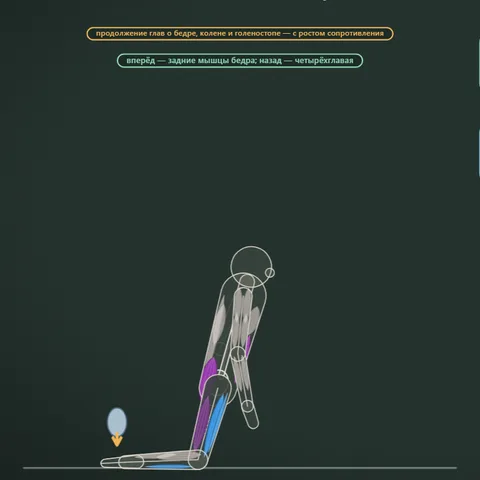 продолжение глав о бедре, колене и голеностопе — с ростом сопротивления
вперёд — задние мышцы бедра; назад — четырёхглавая